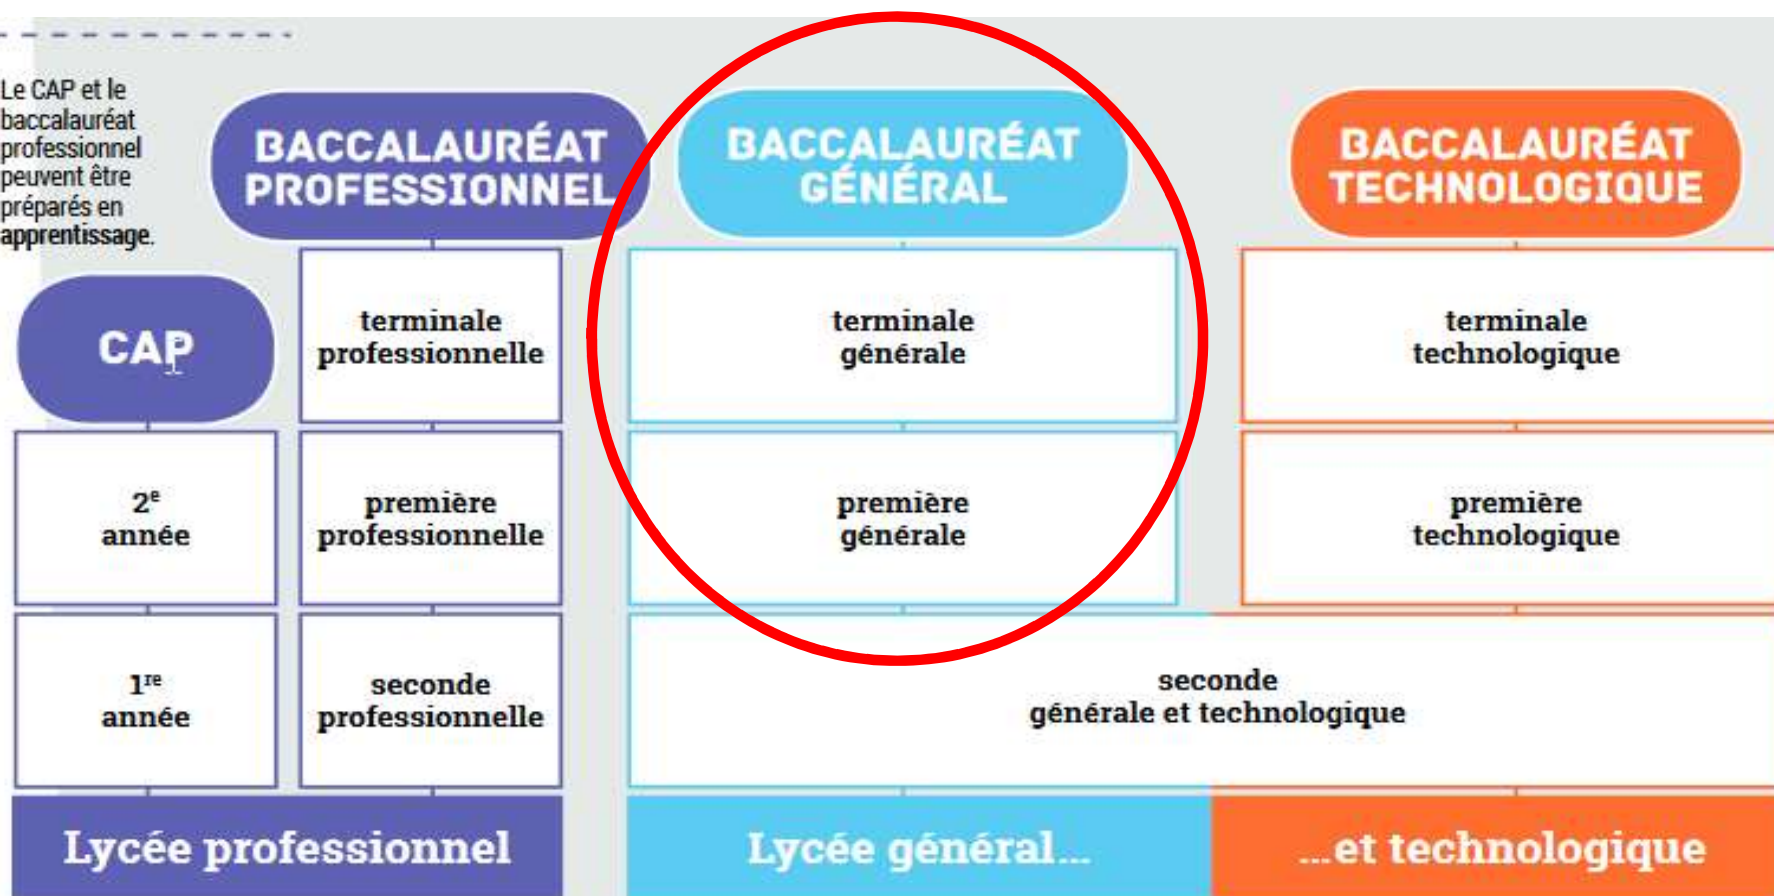 Le CAP et le
baccalauréat
professionnel
peuvent être
préparés en
apprentissage.
BACCALAURÉAT
PROFESSIONNEL
BACCALAURÉAT
GÉNÉRAL
BACCALAURÉAT
TECHNOLOGIQUE
CAP
terminale
professionnelle
terminale
générale
terminale
technologique
2e
année
première
professionnelle
première
générale
première
technologique
1re
année
seconde
professionnelle
seconde
générale et technologique
Lycée professionnel
Lycée général...
...et technologique